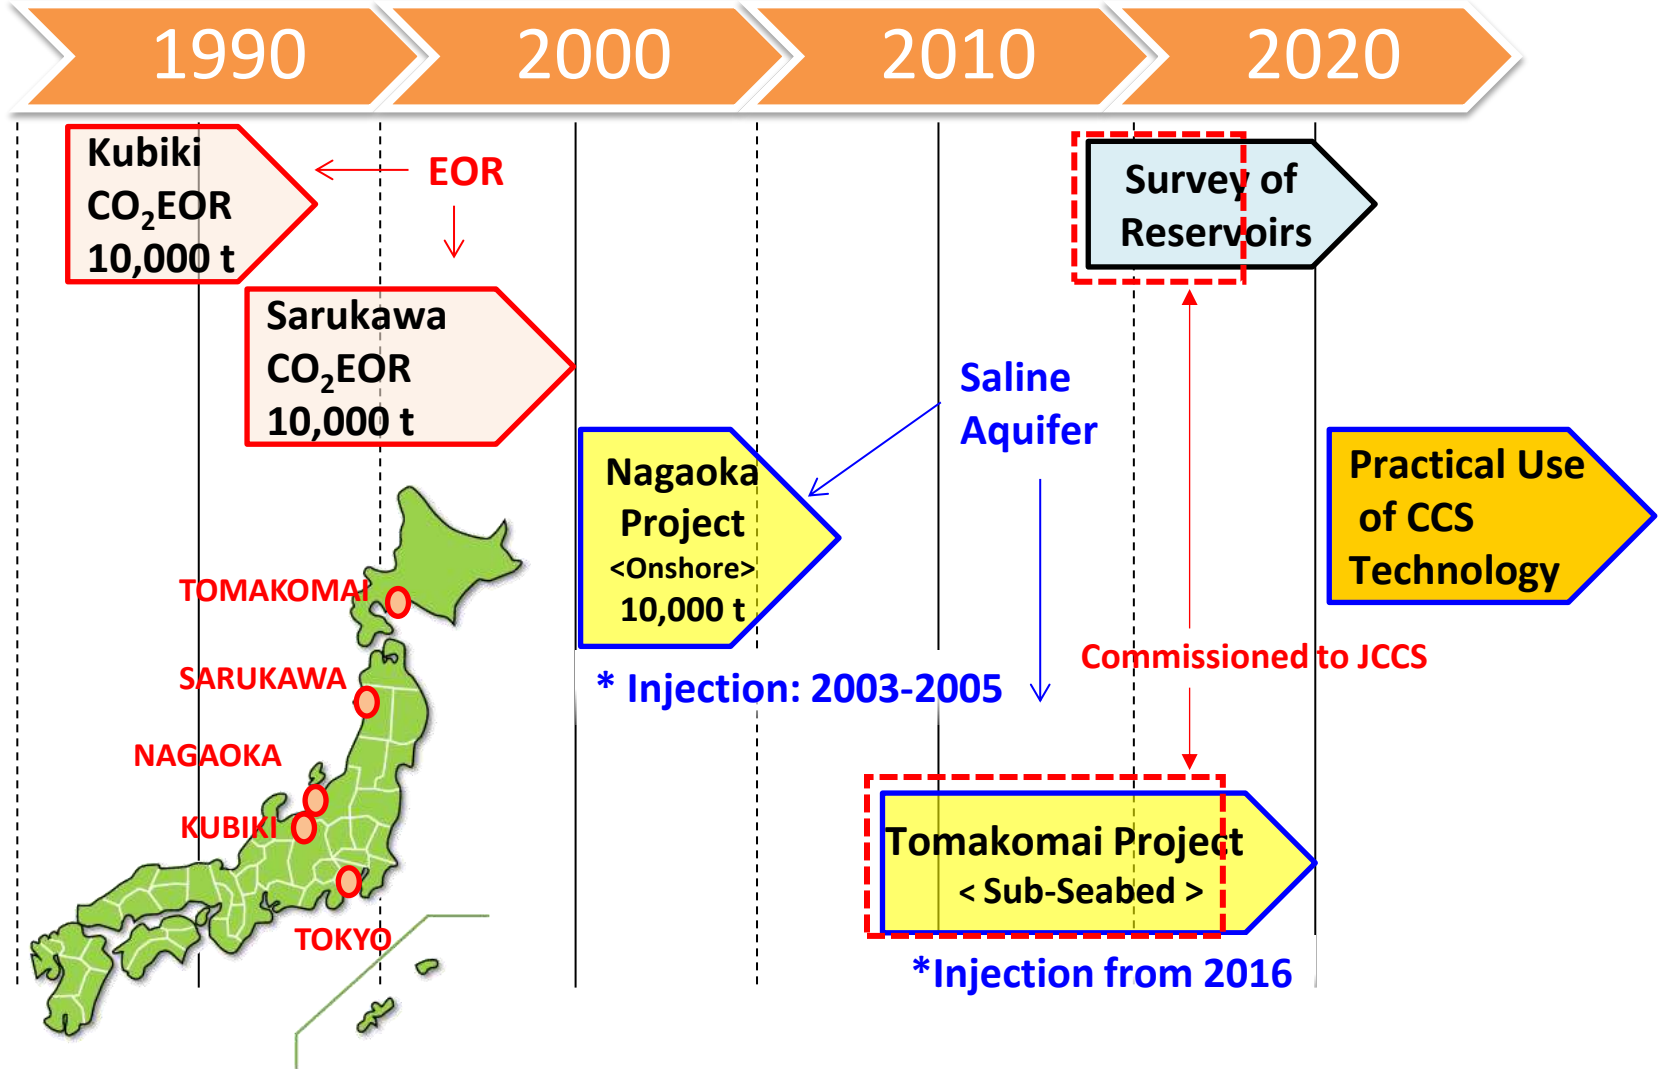 1990
2000
2010
2020
Kubiki
CO₂EOR
10,000 t
EOR
Survey of
Reservoirs
Sarukawa
CO₂EOR
10,000 t
Saline
Aquifer
Nagaoka
Project
<Onshore>
10,000 t
Practical Use
of CCS
Technology
* Injection: 2003-2005
Commissioned to JCCS
Tomakomai Project
< Sub-Seabed >
*Injection from 2016
TOMAKOMAI
SARUKAWA
NAGAOKA
KUBIKI
TOKYO